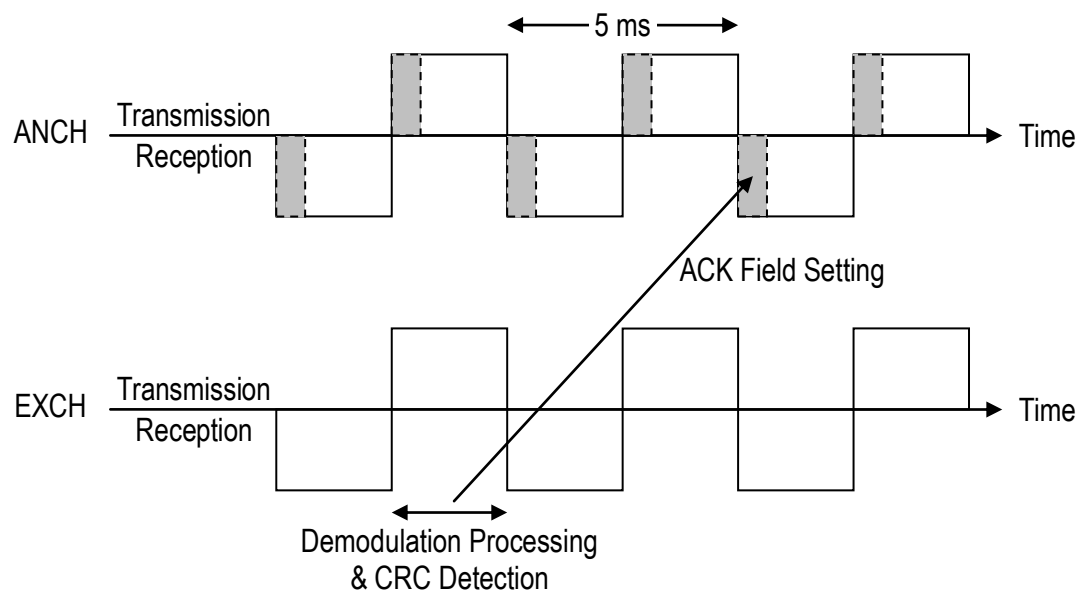 5 ms
ANCH
Transmission
Reception
Time
ACK Field Setting
EXCH
Transmission
Reception
Time
Demodulation Processing
& CRC Detection